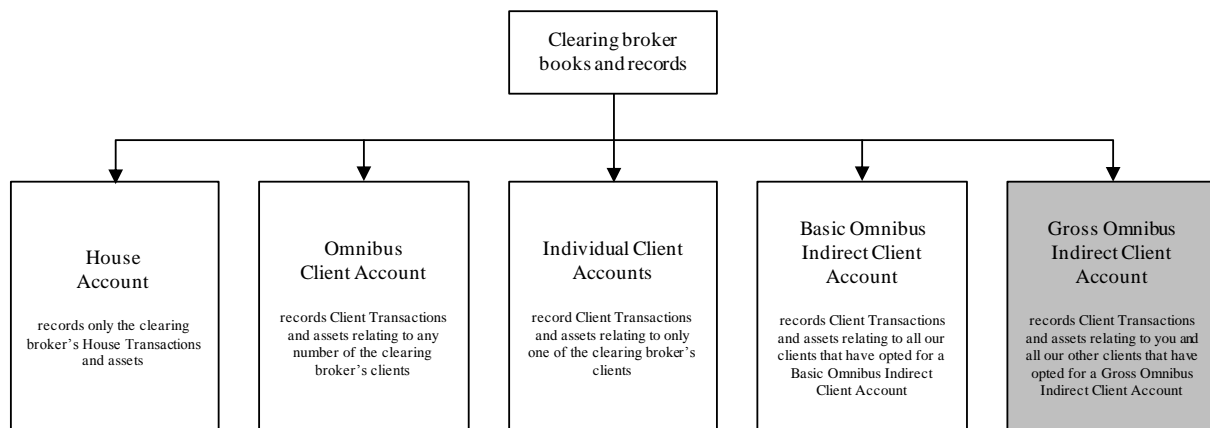 Clearing broker
books and records
House
Account
records only the clearing
broker's House Transactions
and assets
Omnibus
Client Account
records Client Transactions
and assets relating to any
number of the clearing
broker's clients
Individual Client
Accounts
record Client Transactions
and assets relating to only
one of the clearing broker's
clients
Basic Omnibus
Indirect Client
Account
records Client Transactions
and assets relating to all our
clients that have opted for a
Basic Omnibus Indirect
Client Account
Gross Omnibus
Indirect Client
Account
records Client Transactions
and assets relating to you and
all our other clients that have
opted for a Gross Omnibus
Indirect Client Account